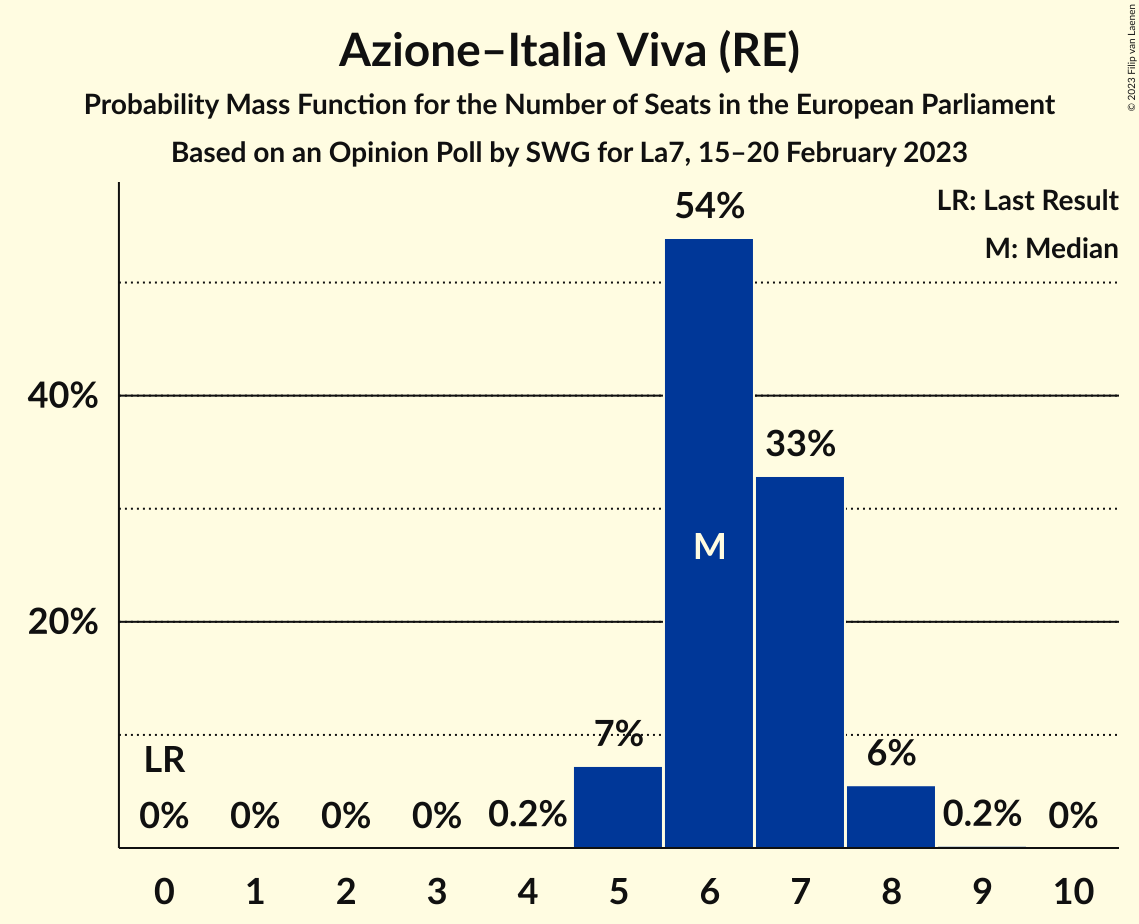 Azione–Italia Viva (RE)
Probability Mass Function for the Number of Seats in the European Parliament
Based on an Opinion Poll by SWG for La7, 15–20 February 2023
© 2023 Filip van Laenen
LR: Last Result
M: Median
54%
40%
33%
M
20%
7%
6%
LR
0% 0% 0% 0% 0.2% 0.2% 0%
0 1 2 3 4 5 6 7 8 9 10